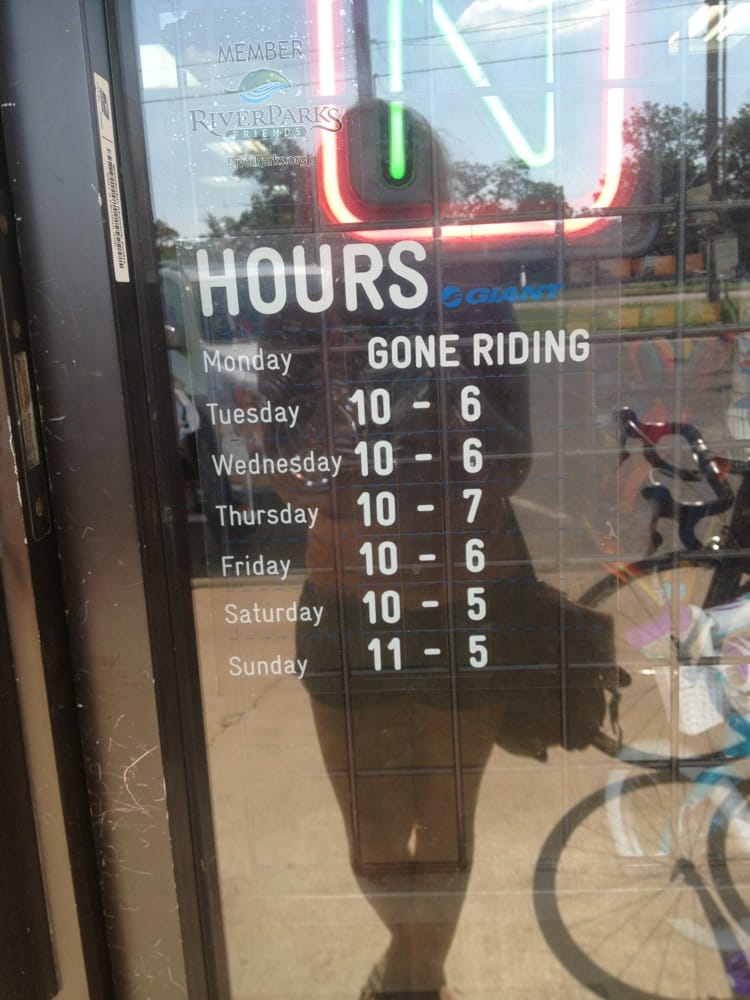 MEMBER
RIVERPARKS
FRIENDS
RiverParks.org
N
HOURS GIANT
Monday GONE RIDING
Tuesday 10 - 6
Wednesday 10 - 6
Thursday 10 - 7
Friday 10 - 6
Saturday 10 - 5
Sunday 11 - 5